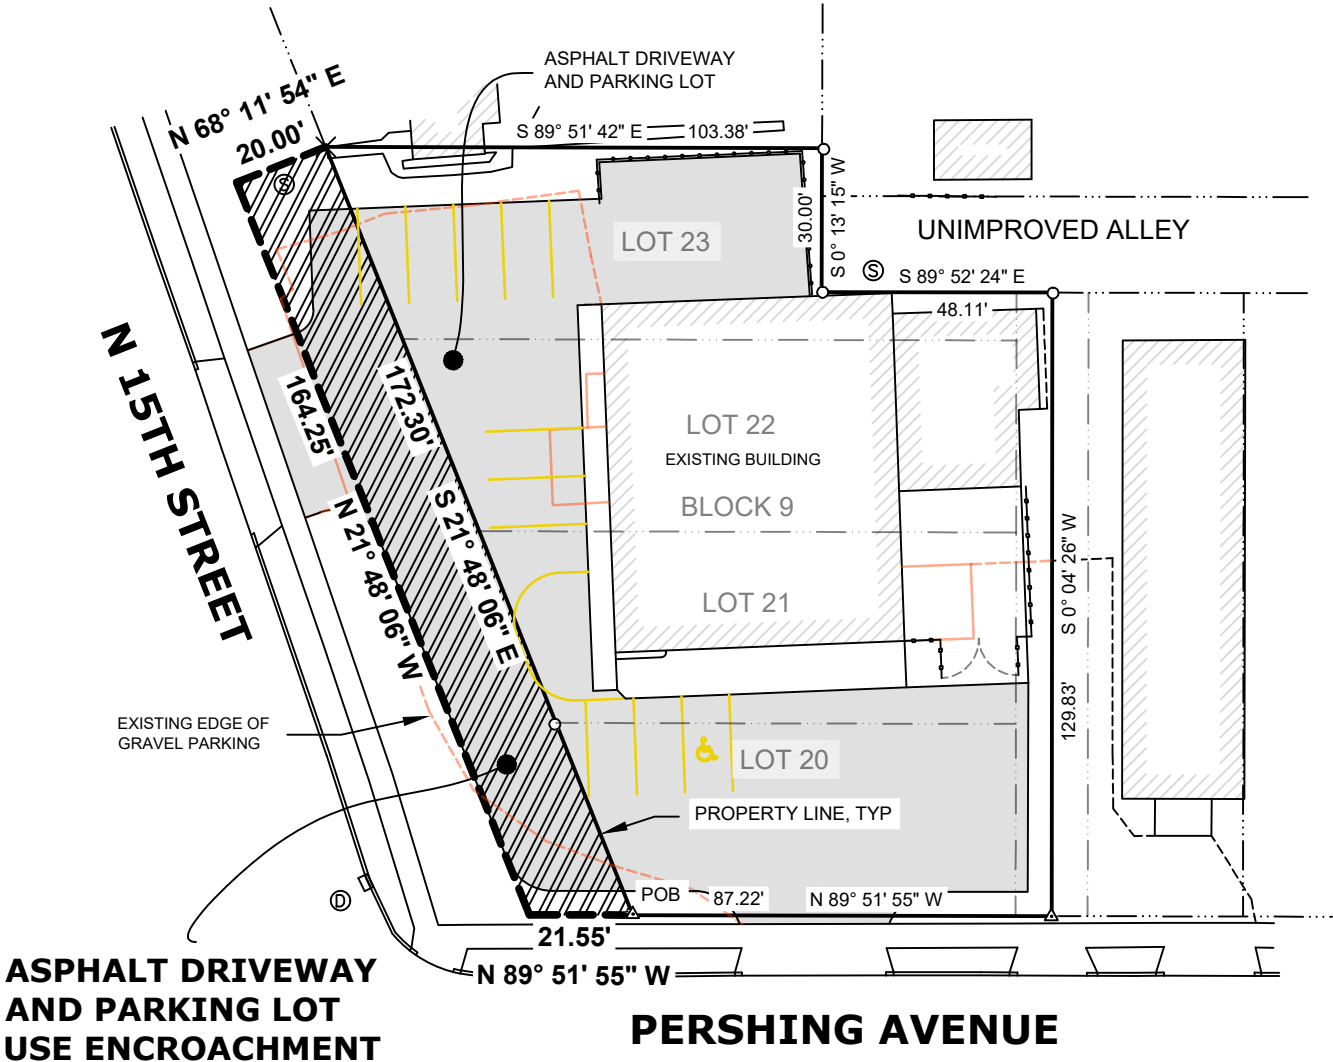 ASPHALT DRIVEWAY
AND PARKING LOT
N 68° 11' 54" E
20.00'
S 89° 51' 42" E
103.38'
S
30.00'
S 0° 13' 15" W
LOT 23
UNIMPROVED ALLEY
S
S 89° 52' 24" E
48.11'
N 15TH STREET
164.25'
172.30'
LOT 22
EXISTING BUILDING
BLOCK 9
N 21° 48' 06" W
S 21° 48' 06" E
LOT 21
S 0° 04' 26" W
129.83'
EXISTING EDGE OF
GRAVEL PARKING
LOT 20
PROPERTY LINE, TYP
POB
87.22'
N 89° 51' 55" W
D
21.55'
N 89° 51' 55" W
ASPHALT DRIVEWAY
AND PARKING LOT
USE ENCROACHMENT
PERSHING AVENUE